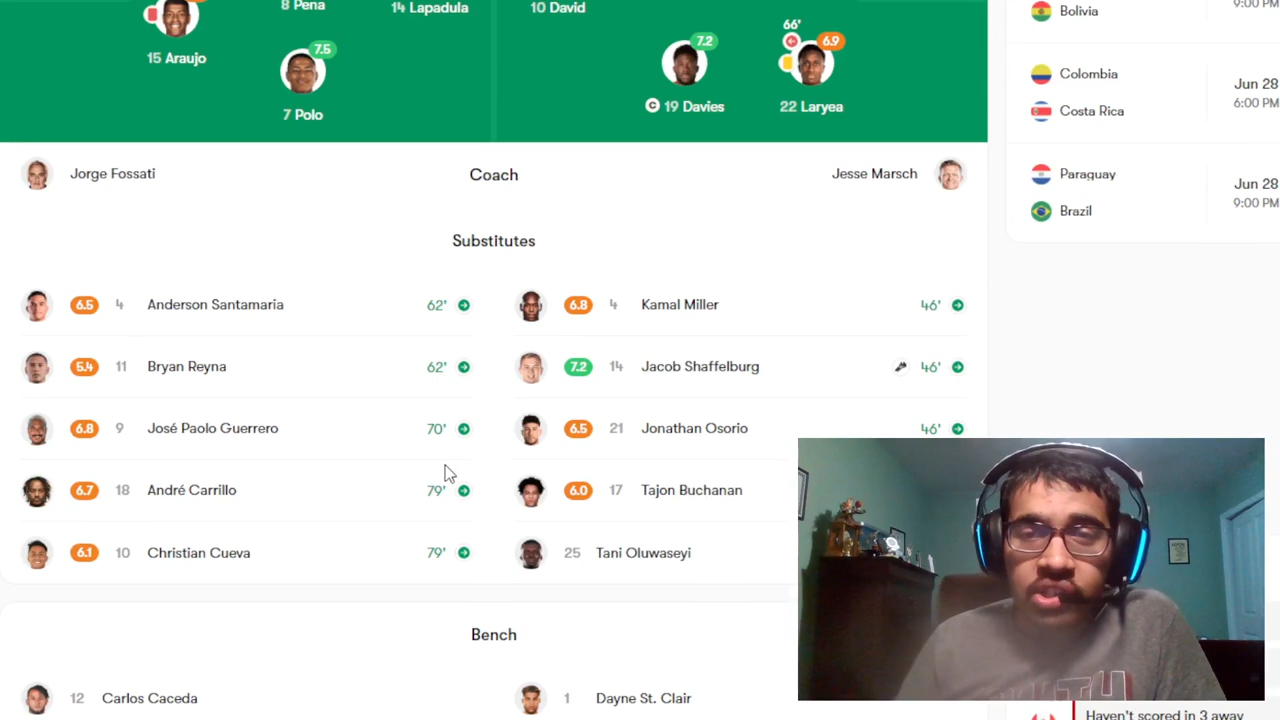 8 Pena
14 Lapadula
10 David
9:00 PM
Bolivia
15 Araujo
7.5
7 Polo
7.2
C 19 Davies
66'
6.9
22 Laryea
Colombia
Costa Rica
Jun 28
6:00 PM
Jorge Fossati
Coach
Jesse Marsch
Paraguay
Brazil
Jun 28
9:00 PM
Substitutes
6.5 4 Anderson Santamaria 62'
6.8 4 Kamal Miller 46'
5.4 11 Bryan Reyna 62'
7.2 14 Jacob Shaffelburg 46'
6.8 9 José Paolo Guerrero 70'
6.5 21 Jonathan Osorio 46'
6.7 18 André Carrillo 79'
6.0 17 Tajon Buchanan
6.1 10 Christian Cueva 79'
25 Tani Oluwaseyi
Bench
12 Carlos Caceda
1 Dayne St. Clair
Haven't scored in 3 away